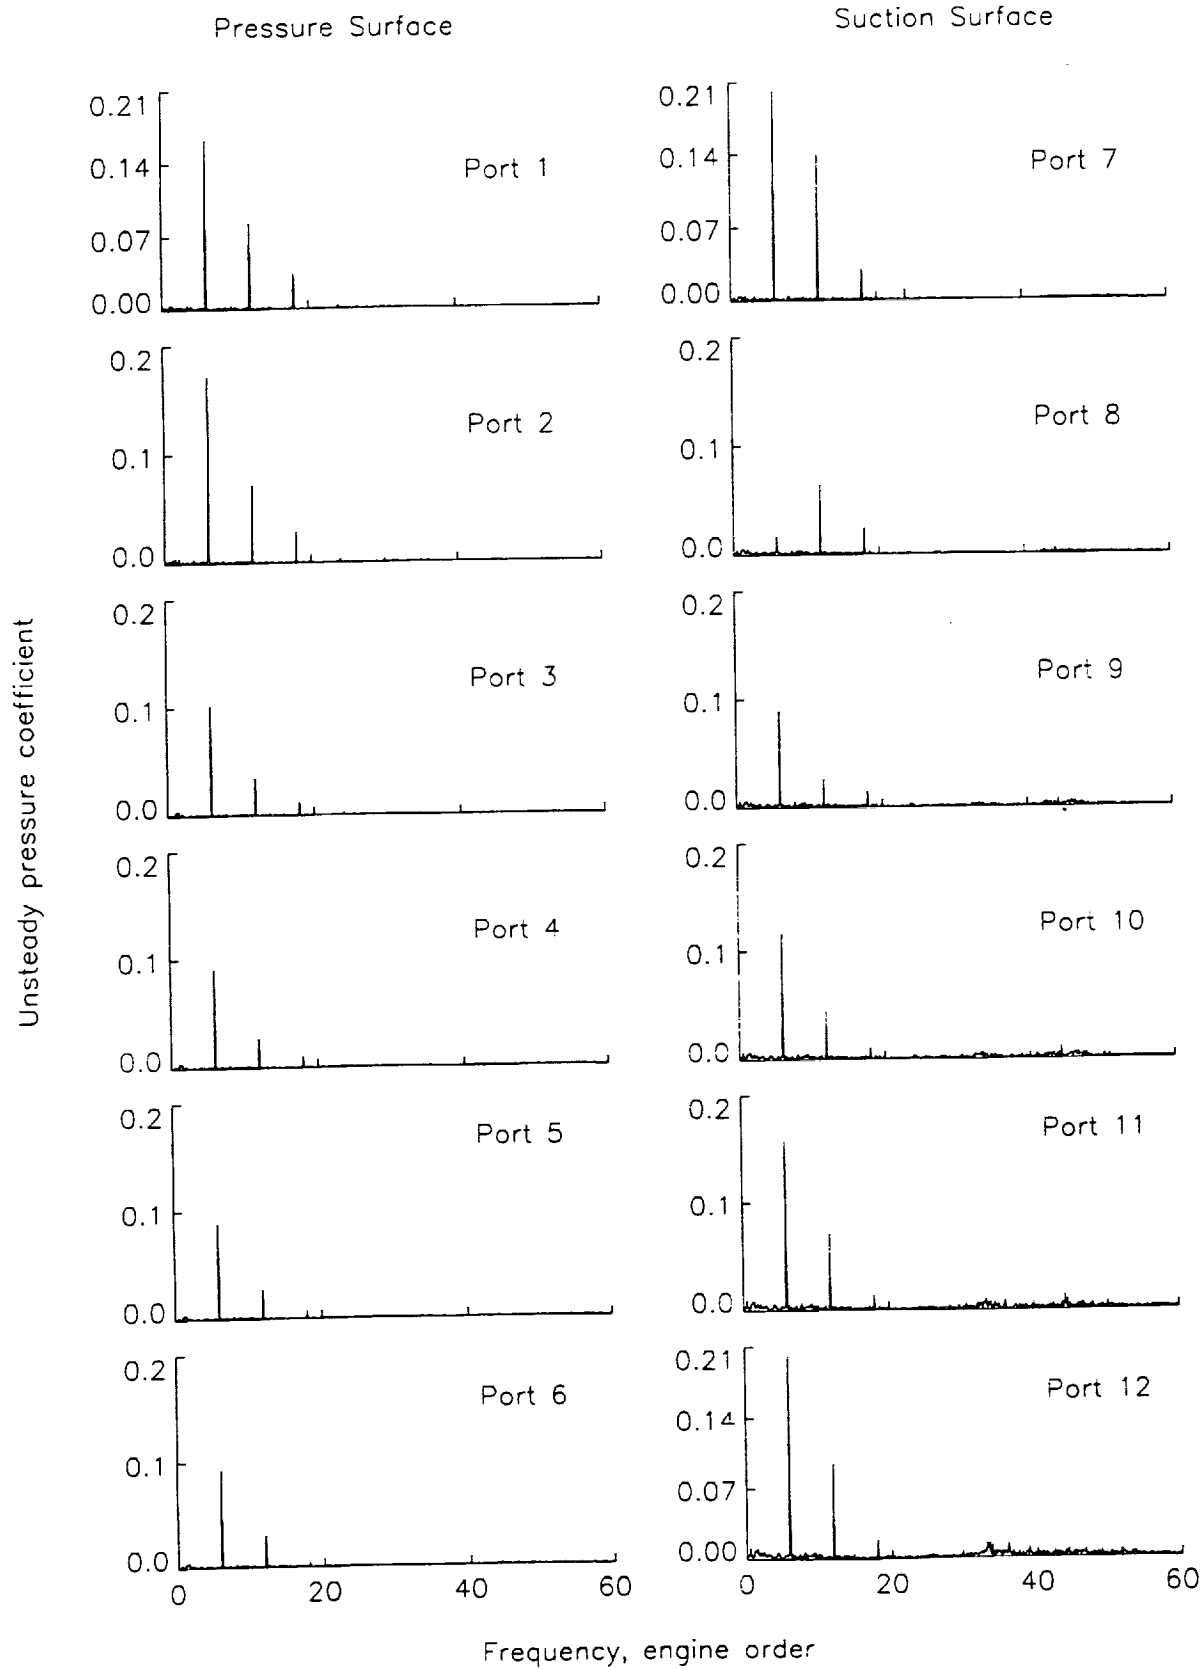 Pressure Surface
Suction Surface
0.21
0.14
0.07
0.00
Port 1
0.21
0.14
0.07
0.00
Port 7
0.2
0.1
0.0
Port 2
0.2
0.1
0.0
Port 8
0.2
0.1
0.0
Port 3
0.2
0.1
0.0
Port 9
0.2
0.1
0.0
Port 4
0.2
0.1
0.0
Port 10
0.2
0.1
0.0
Port 5
0.2
0.1
0.0
Port 11
0.2
0.1
0.0
Port 6
0.21
0.14
0.07
0.00
Port 12
0 20 40 60
0 20 40 60
Unsteady pressure coefficient
Frequency, engine order